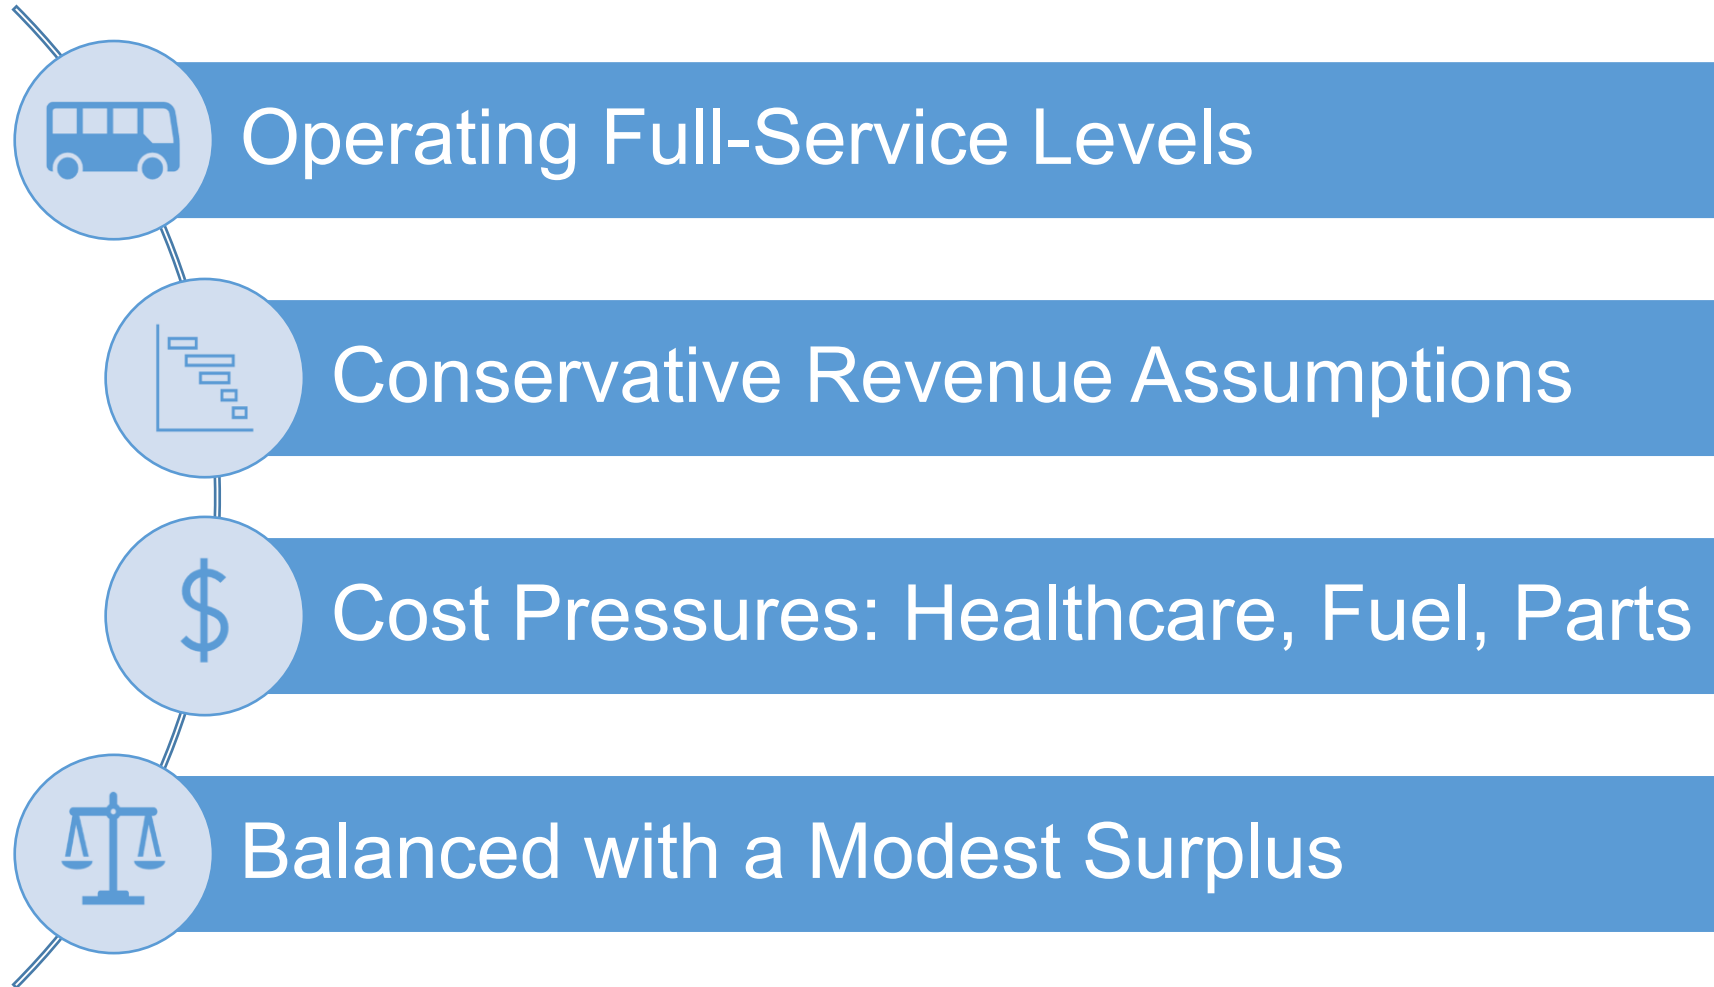 Operating Full-Service Levels
Conservative Revenue Assumptions
Cost Pressures: Healthcare, Fuel, Parts
Balanced with a Modest Surplus